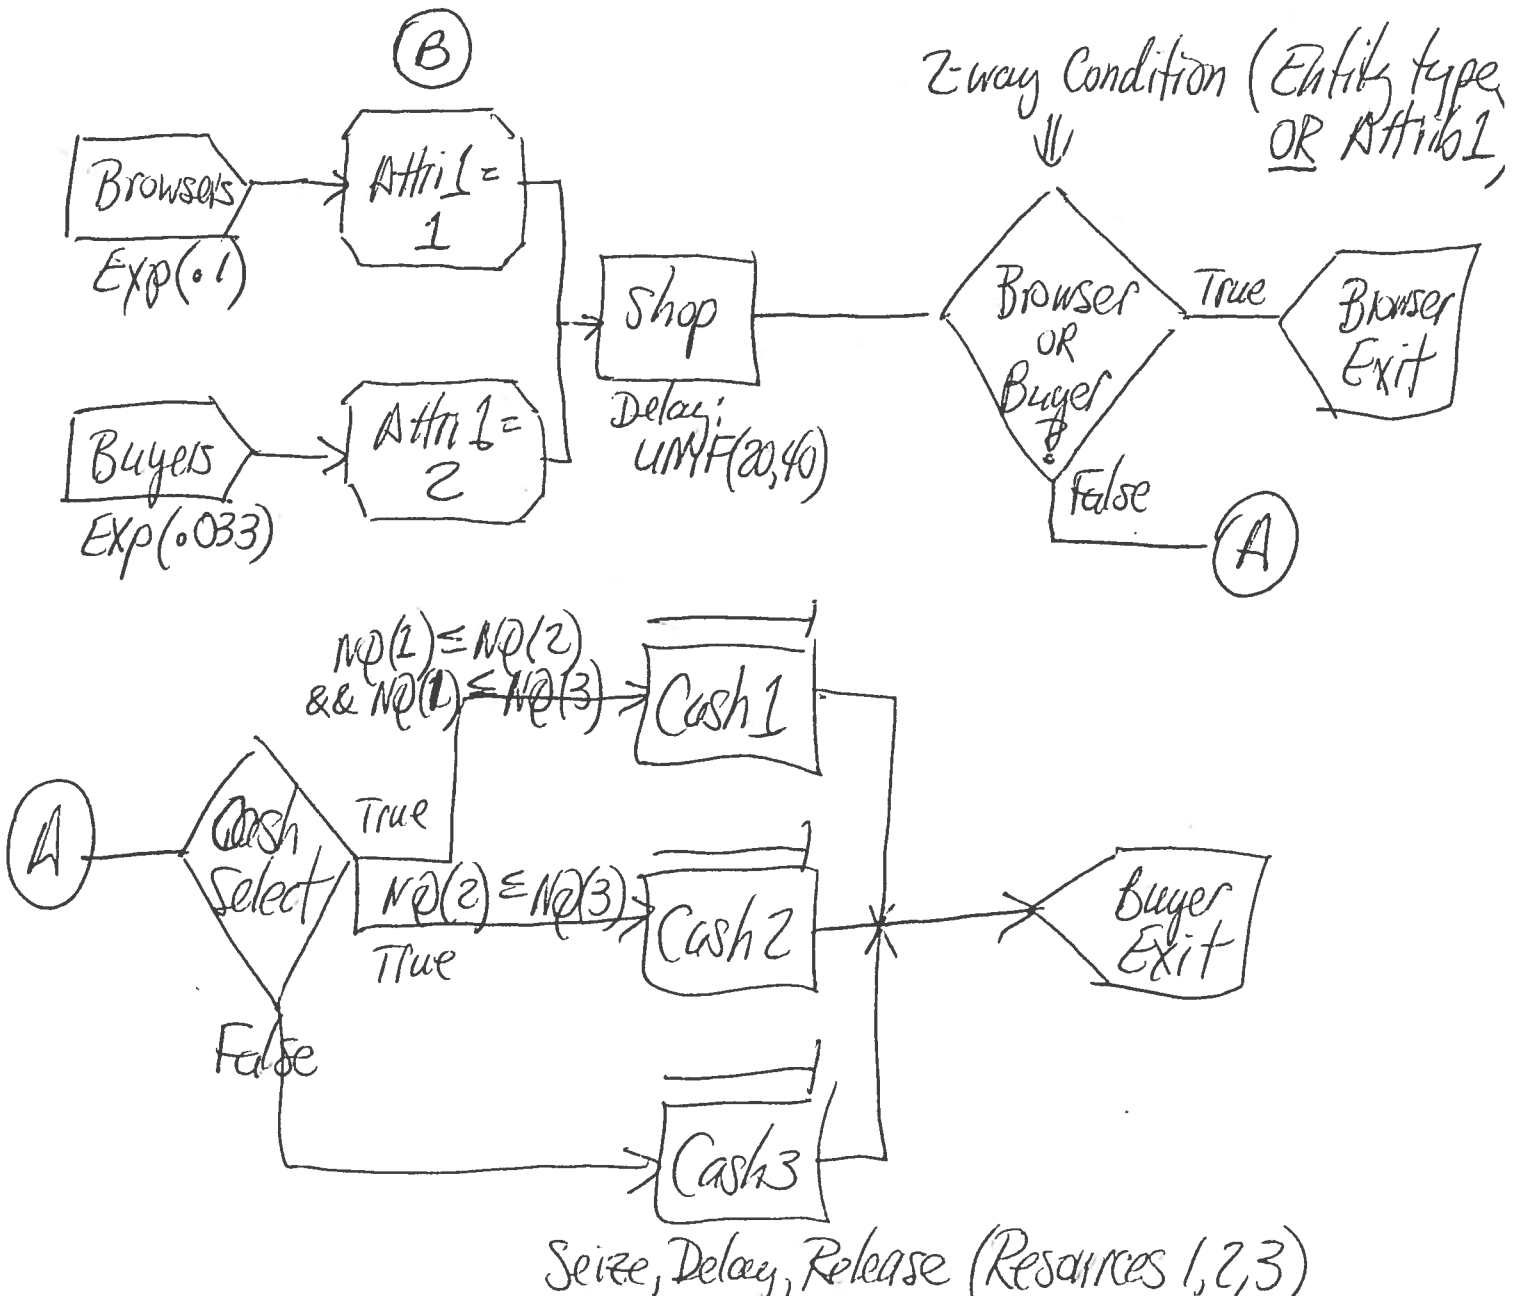 B
2-way Condition (Entity type,
OR Attrib1,
Browsers
Exp(.1)
Attri1=
1
Buyers
Exp(.033)
Attri1=
2
Shop
Delay:
UNIF(20,40)
Browser
OR
Buyer
?
True
Browser
Exit
False
A
A
Cash
Select
True
NQ(1)≤NQ(2)
&& NQ(1)≤NQ(3)
Cash1
NQ(2)≤NQ(3)
True
Cash2
False
Cash3
Buyer
Exit
Seize, Delay, Release (Resources 1,2,3)